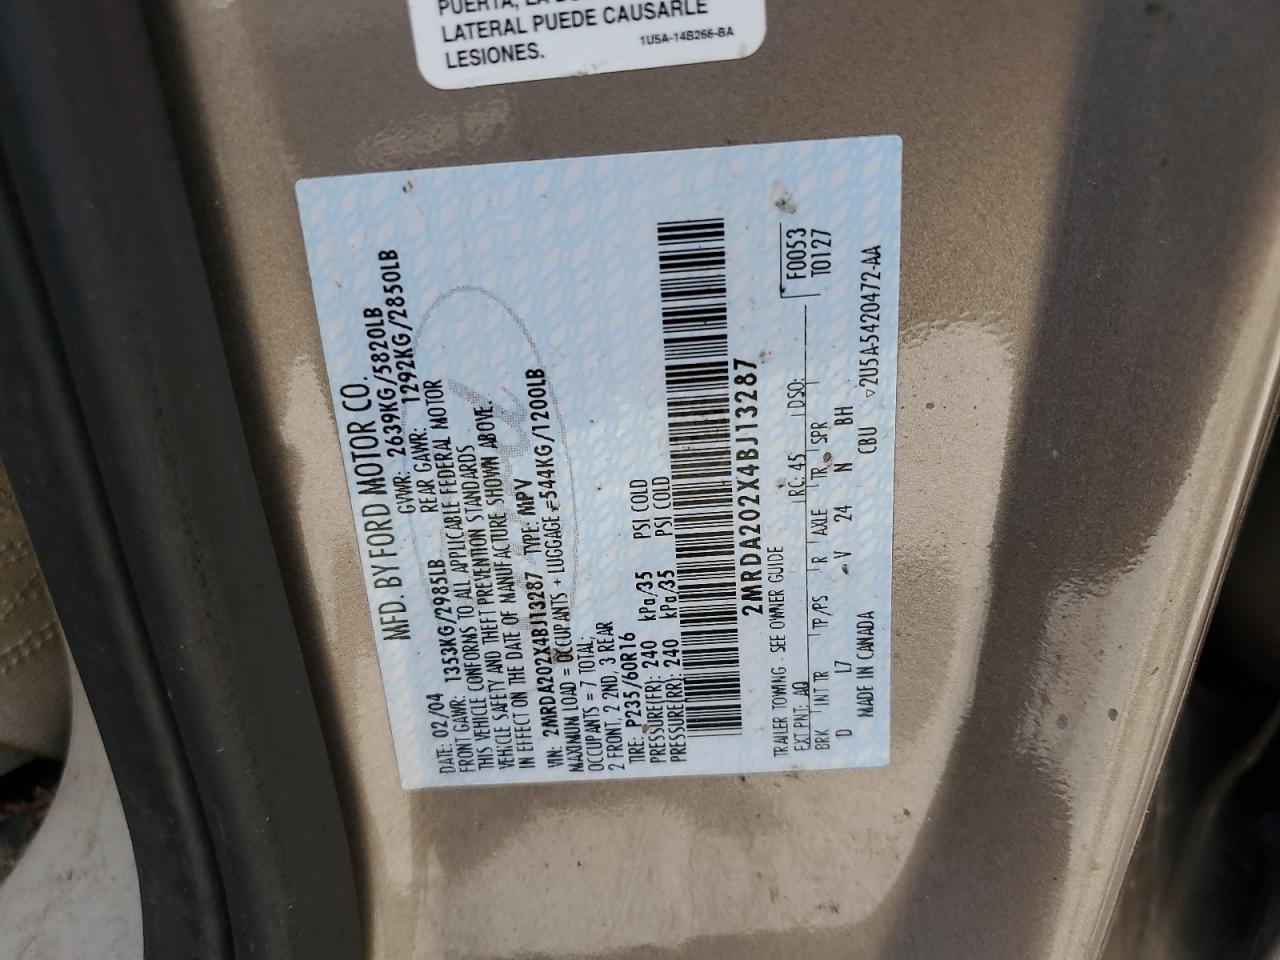 PUERTA, LA
LATERAL PUEDE CAUSARLE
LESIONES.
1U5A-14B266-BA
MFD. BY FORD MOTOR CO.
DATE: 02/04 GVWR: 2639KG/5820LB
FRONT GAWR: 1353KG/2985LB REAR GAWR: 1292KG/2850LB
THIS VEHICLE CONFORMS TO ALL APPLICABLE FEDERAL MOTOR
VEHICLE SAFETY AND THEFT PREVENTION STANDARDS
IN EFFECT ON THE DATE OF MANUFACTURE SHOWN ABOVE.
VIN: 2MRDA202X4BJ13287 TYPE: MPV
MAXIMUM LOAD = OCCUPANTS + LUGGAGE = 544KG/1200LB
OCCUPANTS = 7 TOTAL;
2 FRONT, 2 2ND, 3 REAR
TIRE: P235/60R16
PRESSURE(FR): 240 kPa/35 PSI COLD
PRESSURE(RR): 240 kPa/35 PSI COLD
2MRDA202X4BJ13287
F0053
T0127
TRAILER TOWING - SEE OWNER GUIDE
EXT PNT: AQ RC: 45 DSO:
BRK INT TR TP/PS R AXLE TR SPR
D L7 V 24 N BH
MADE IN CANADA CBU ▽2U5A-5420472-AA